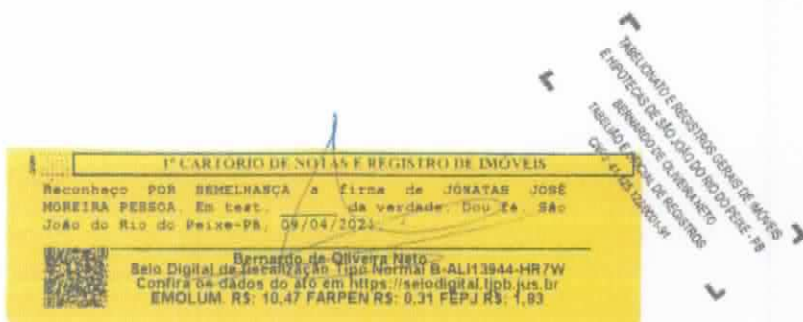 1º CARTÓRIO DE NOTAS E REGISTRO DE IMÓVEIS
Reconheço POR SEMELHANÇA a firma de JÔNATAS JOSÉ
MOREIRA PESSOA. Em test. ______ da verdade. Dou fé. São
João do Rio do Peixe-PB, 09/04/2021.
Bernardo de Oliveira Neto
Selo Digital de fiscalização Tipo Normal B-ALI13944-HR7W
Confira os dados do ato em https://selodigital.tjpb.jus.br
EMOLUM. R$: 10,47 FARPEN R$: 0,31 FEPJ R$: 1,93
TABELIONATO E REGISTROS GERAIS DE IMÓVEIS
E HIPOTECAS DE SÃO JOÃO DO RIO DO PEIXE - PB
BERNARDO DE OLIVEIRA NETO
TABELIÃO E OFICIAL DE REGISTROS